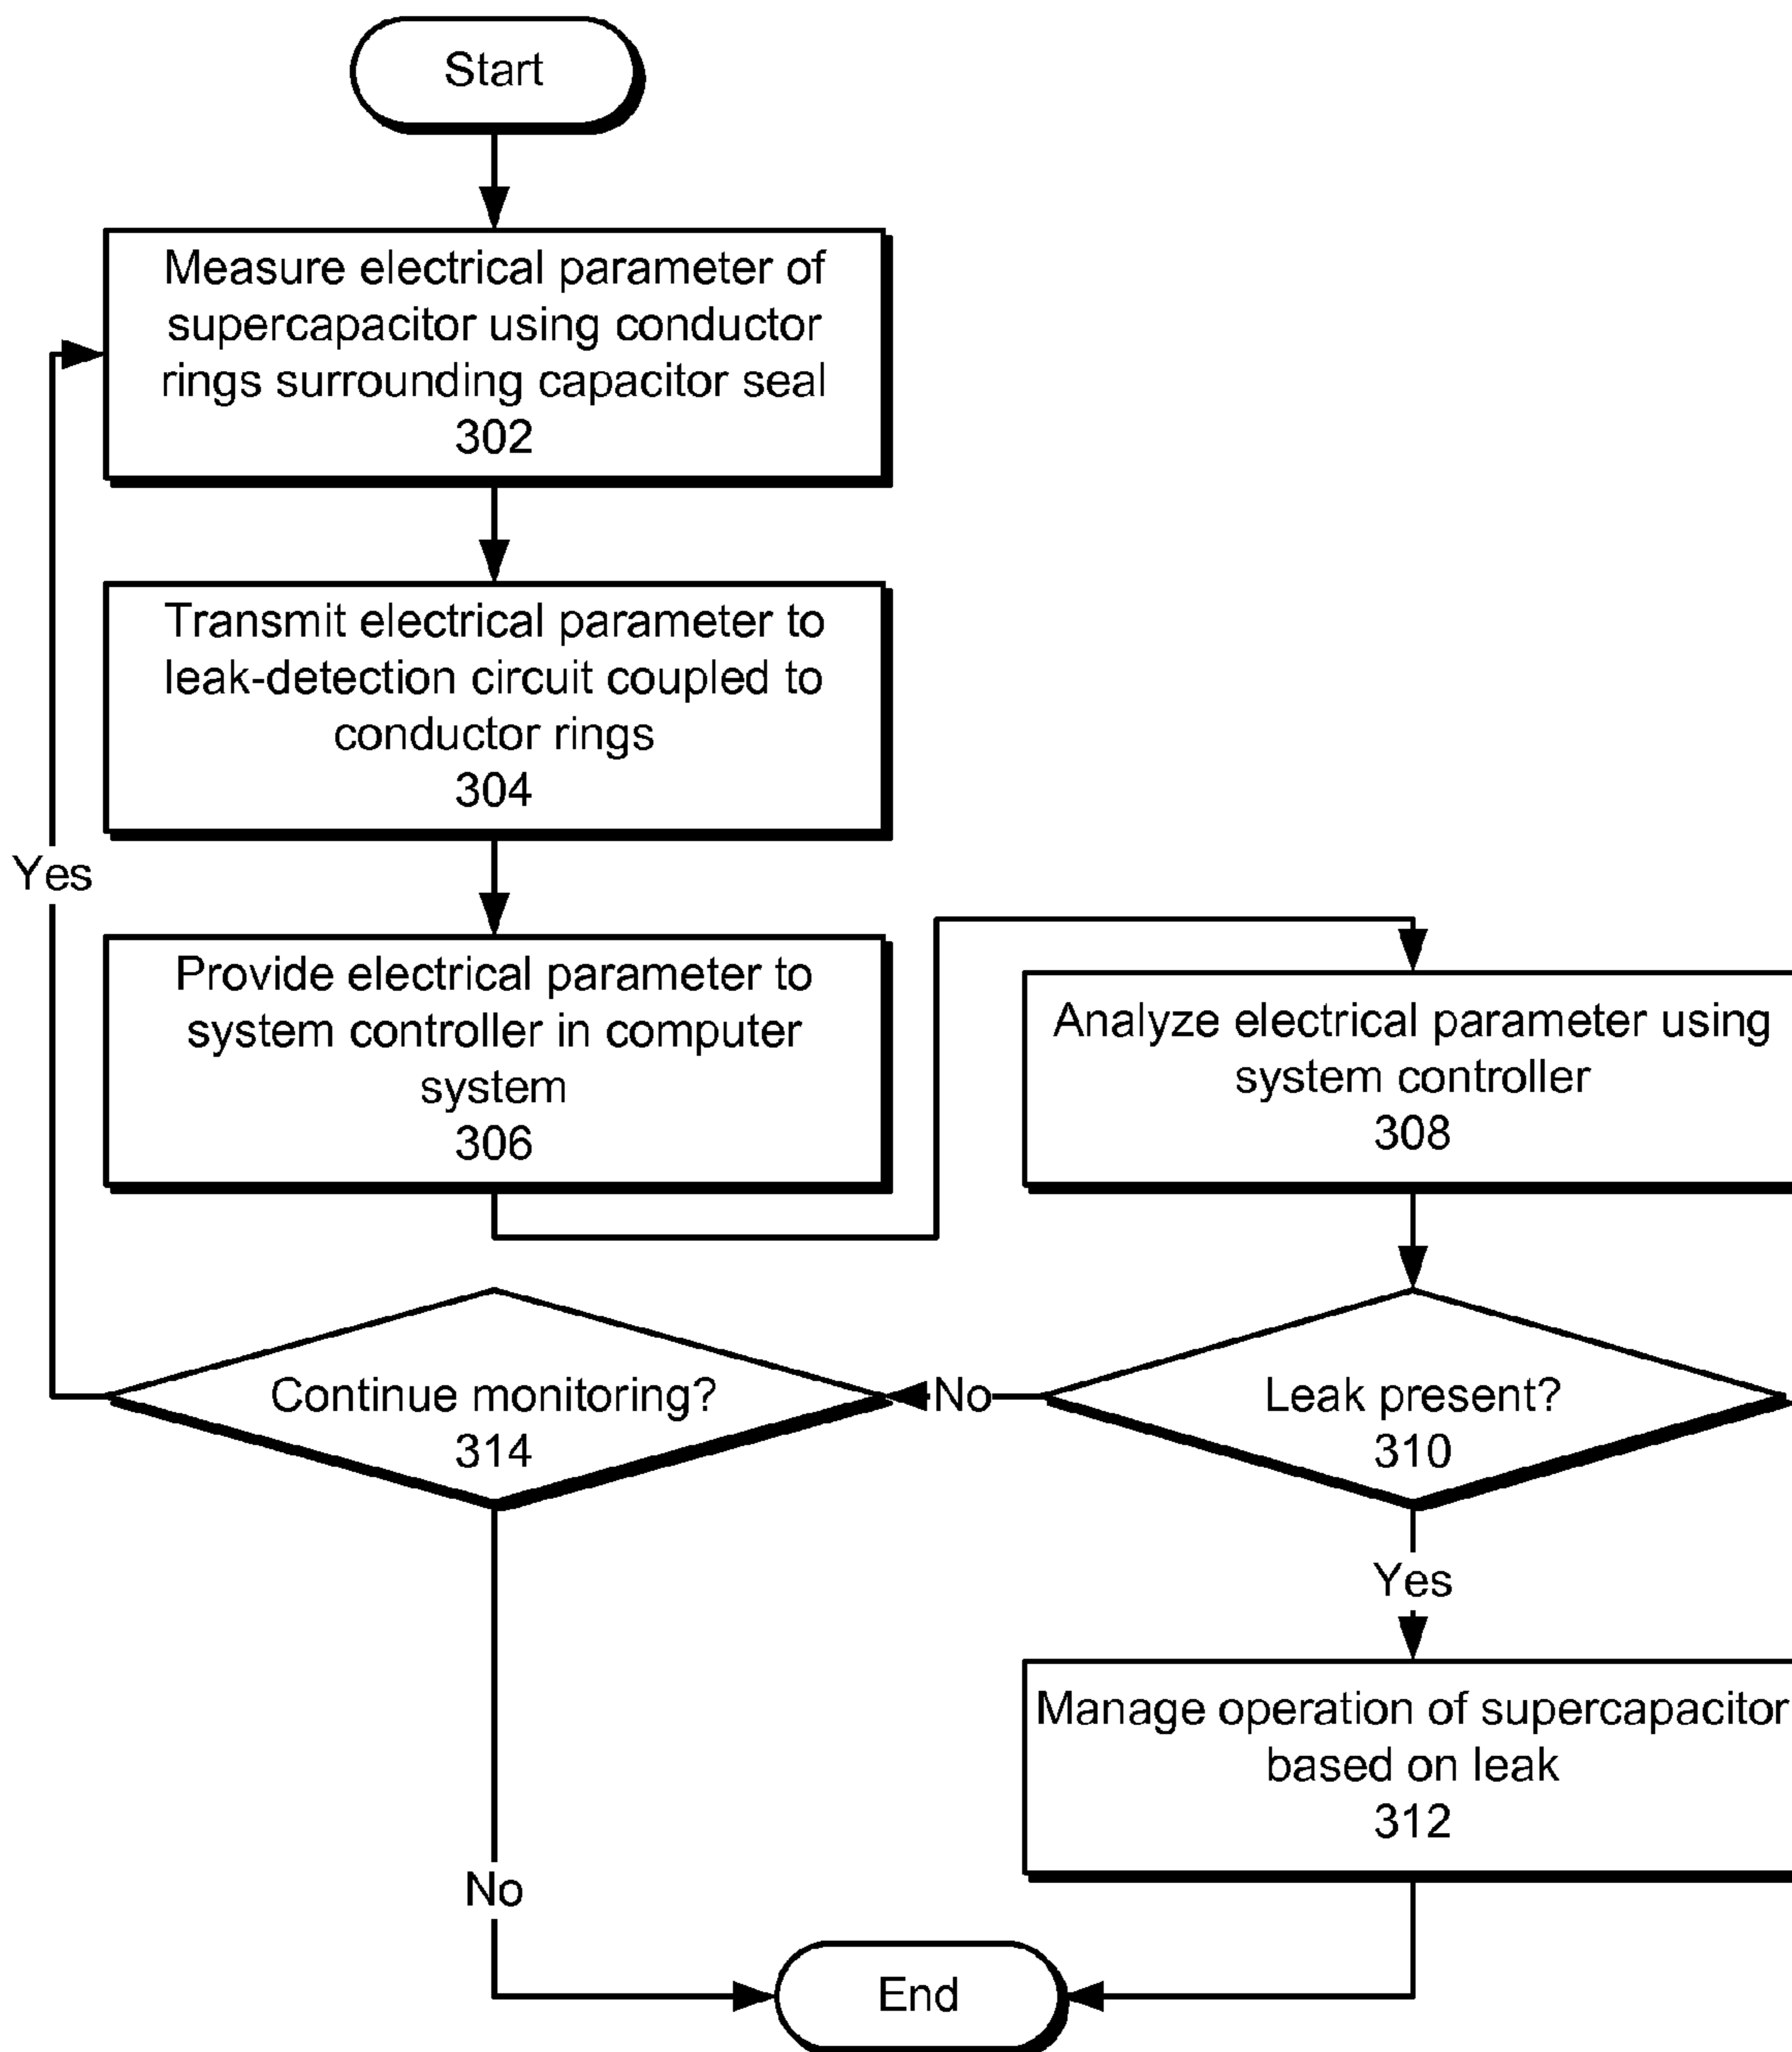 Start
Measure electrical parameter of
supercapacitor using conductor
rings surrounding capacitor seal
302
Transmit electrical parameter to
leak-detection circuit coupled to
conductor rings
304
Yes
Provide electrical parameter to
system controller in computer
system
306
Analyze electrical parameter using
system controller
308
Continue monitoring?
314
No
Leak present?
310
Yes
Manage operation of supercapacitor
based on leak
312
No
End